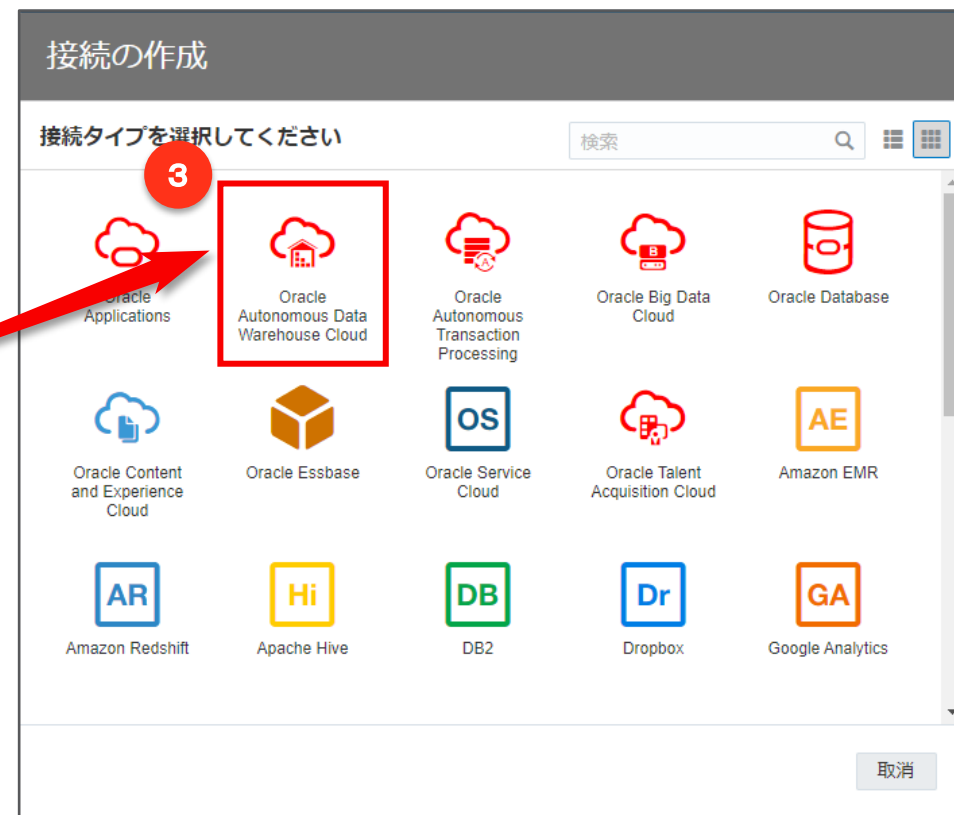 接続の作成
接続タイプを選択してください
検索
3
Oracle
Applications
Oracle
Autonomous Data
Warehouse Cloud
Oracle
Autonomous
Transaction
Processing
Oracle Big Data
Cloud
Oracle Database
B
A
Oracle Content
and Experience
Cloud
Oracle Essbase
OS
Oracle Service
Cloud
Oracle Talent
Acquisition Cloud
AE
Amazon EMR
AR
Amazon Redshift
Hi
Apache Hive
DB
DB2
Dr
Dropbox
GA
Google Analytics
取消